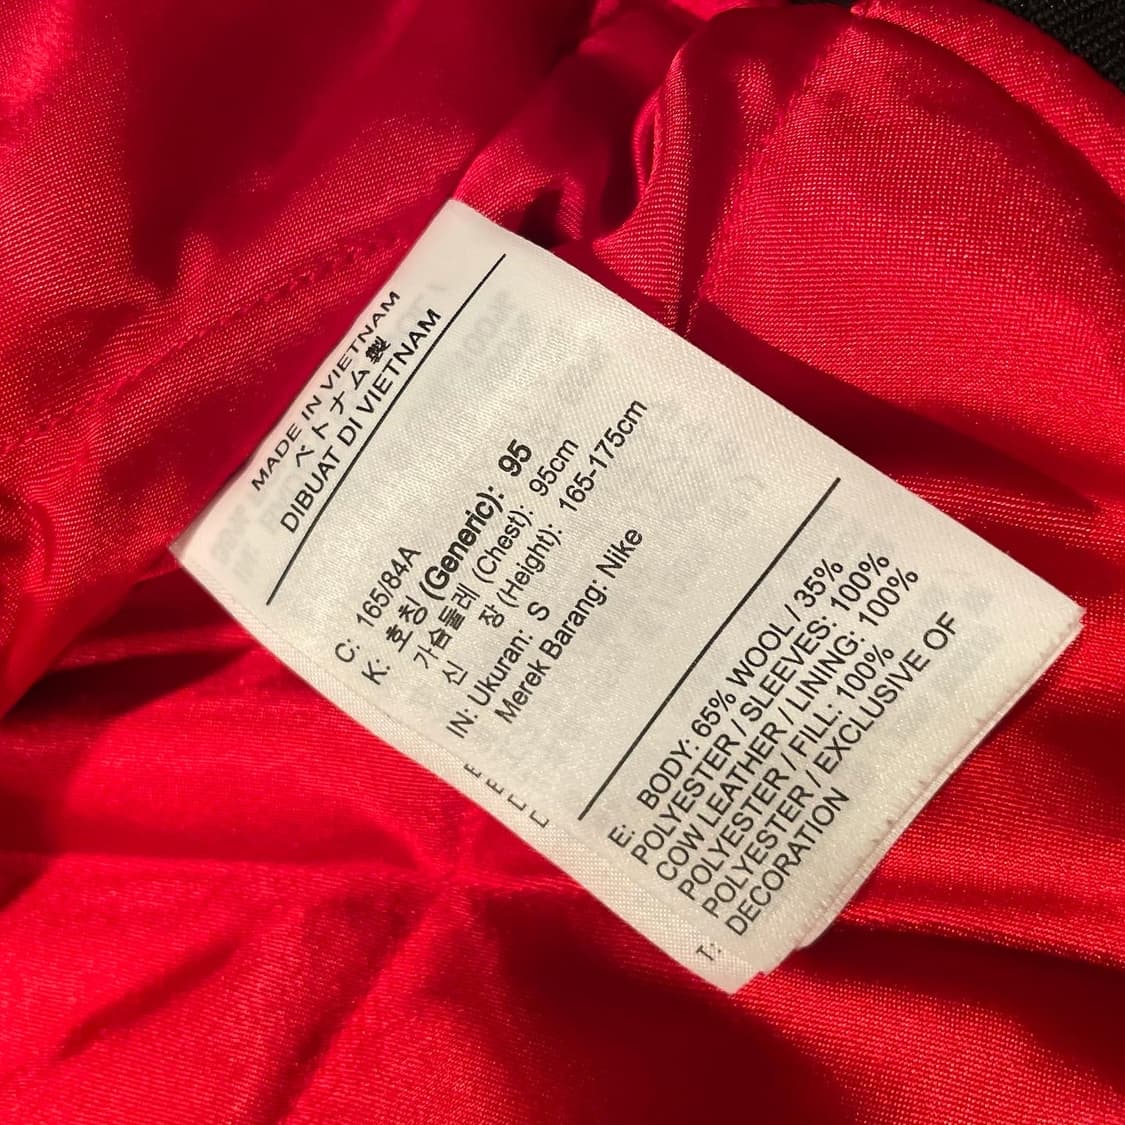 MADE IN VIETNAM
ベトナム製
DIBUAT DI VIETNAM
C: 165/84A
K: 호칭 (Generic): 95
가슴둘레 (Chest): 95cm
신 장 (Height): 165-175cm
IN: Ukuran: S
Merek Barang: Nike
E: BODY: 65% WOOL / 35%
POLYESTER / SLEEVES: 100%
COW LEATHER / LINING: 100%
POLYESTER / FILL: 100%
POLYESTER / EXCLUSIVE OF
DECORATION